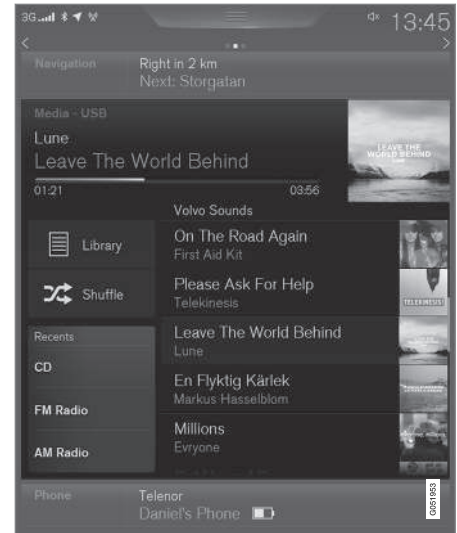 3G 13:45
Navigation Right in 2 km
Next: Storgatan
Media - USB
Lune
Leave The World Behind
01:21 03:56
LEAVE THE
WORLD BEHIND
Volvo Sounds
Library
Shuffle
On The Road Again
First Aid Kit
Please Ask For Help
Telekinesis
TELEKINESIS!
Leave The World Behind
Lune
En Flyktig Kärlek
Markus Hasselblom
Millions
Evryone
Recents
CD
FM Radio
AM Radio
Phone Telenor
Daniel's Phone
G051953